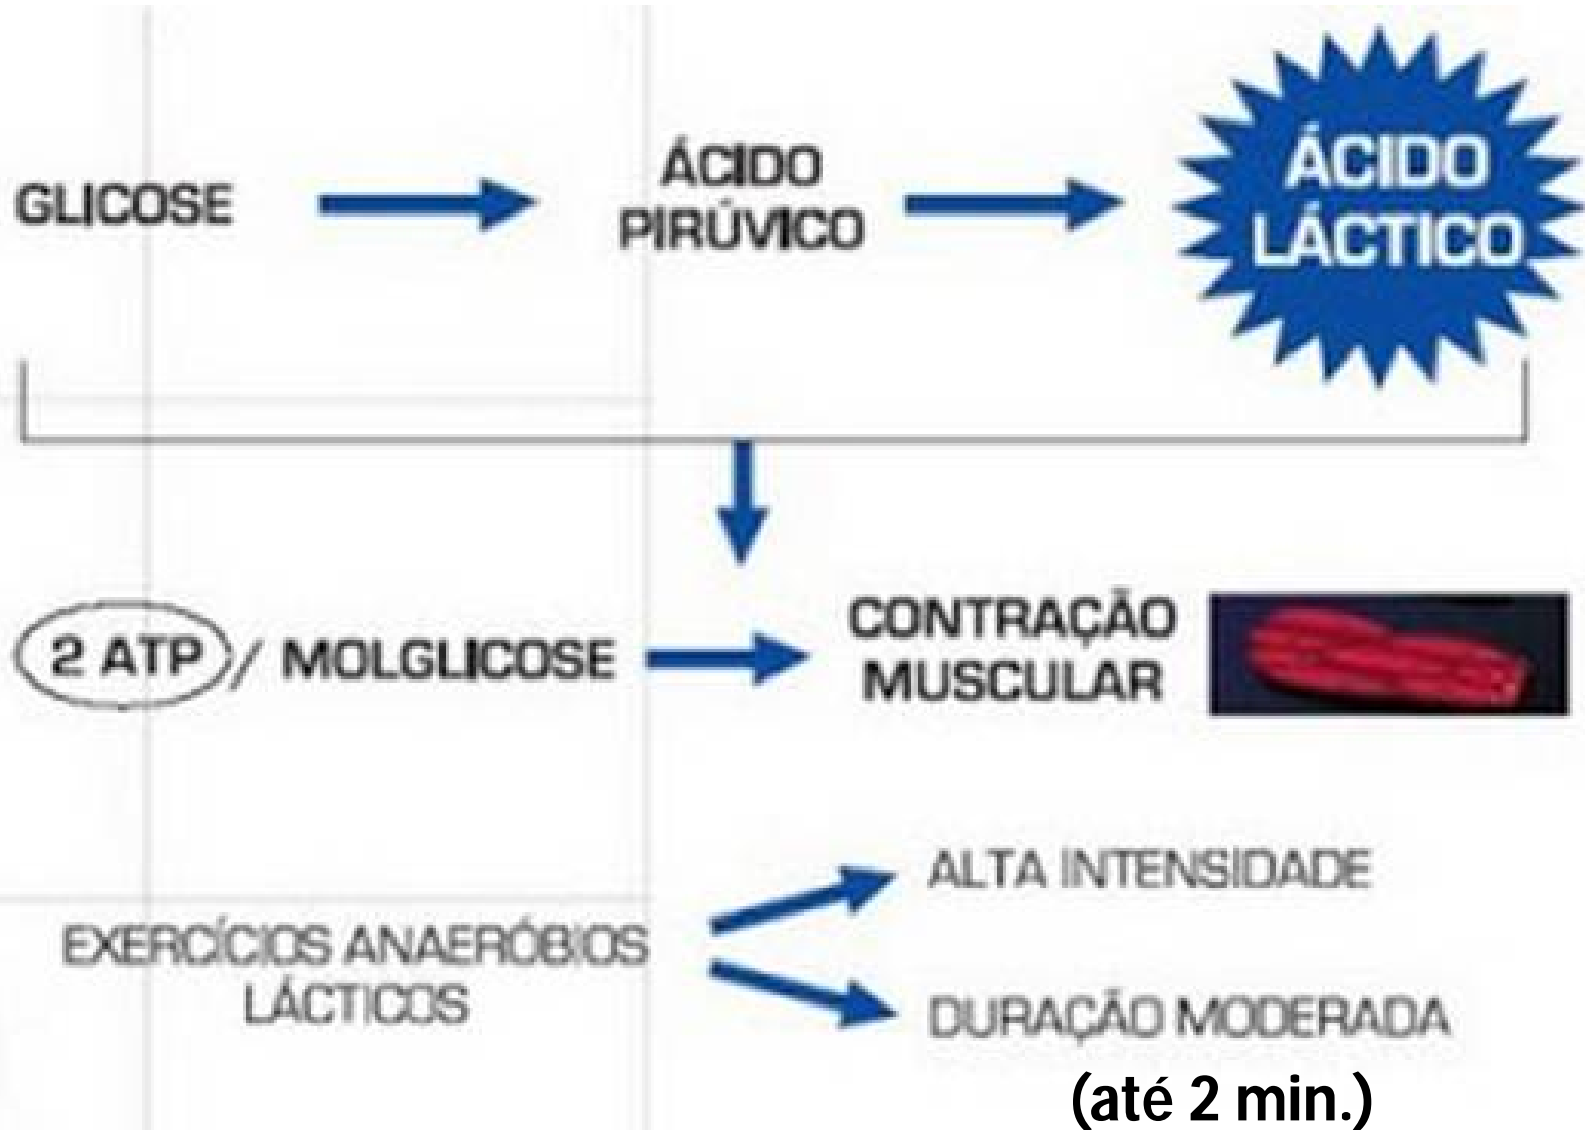 GLICOSE
ÁCIDO
PIRÚVICO
ÁCIDO
LÁCTICO
2 ATP / MOLGLICOSE
CONTRAÇÃO
MUSCULAR
EXERCÍCIOS ANAERÓBIOS
LÁCTICOS
ALTA INTENSIDADE
DURAÇÃO MODERADA
(até 2 min.)